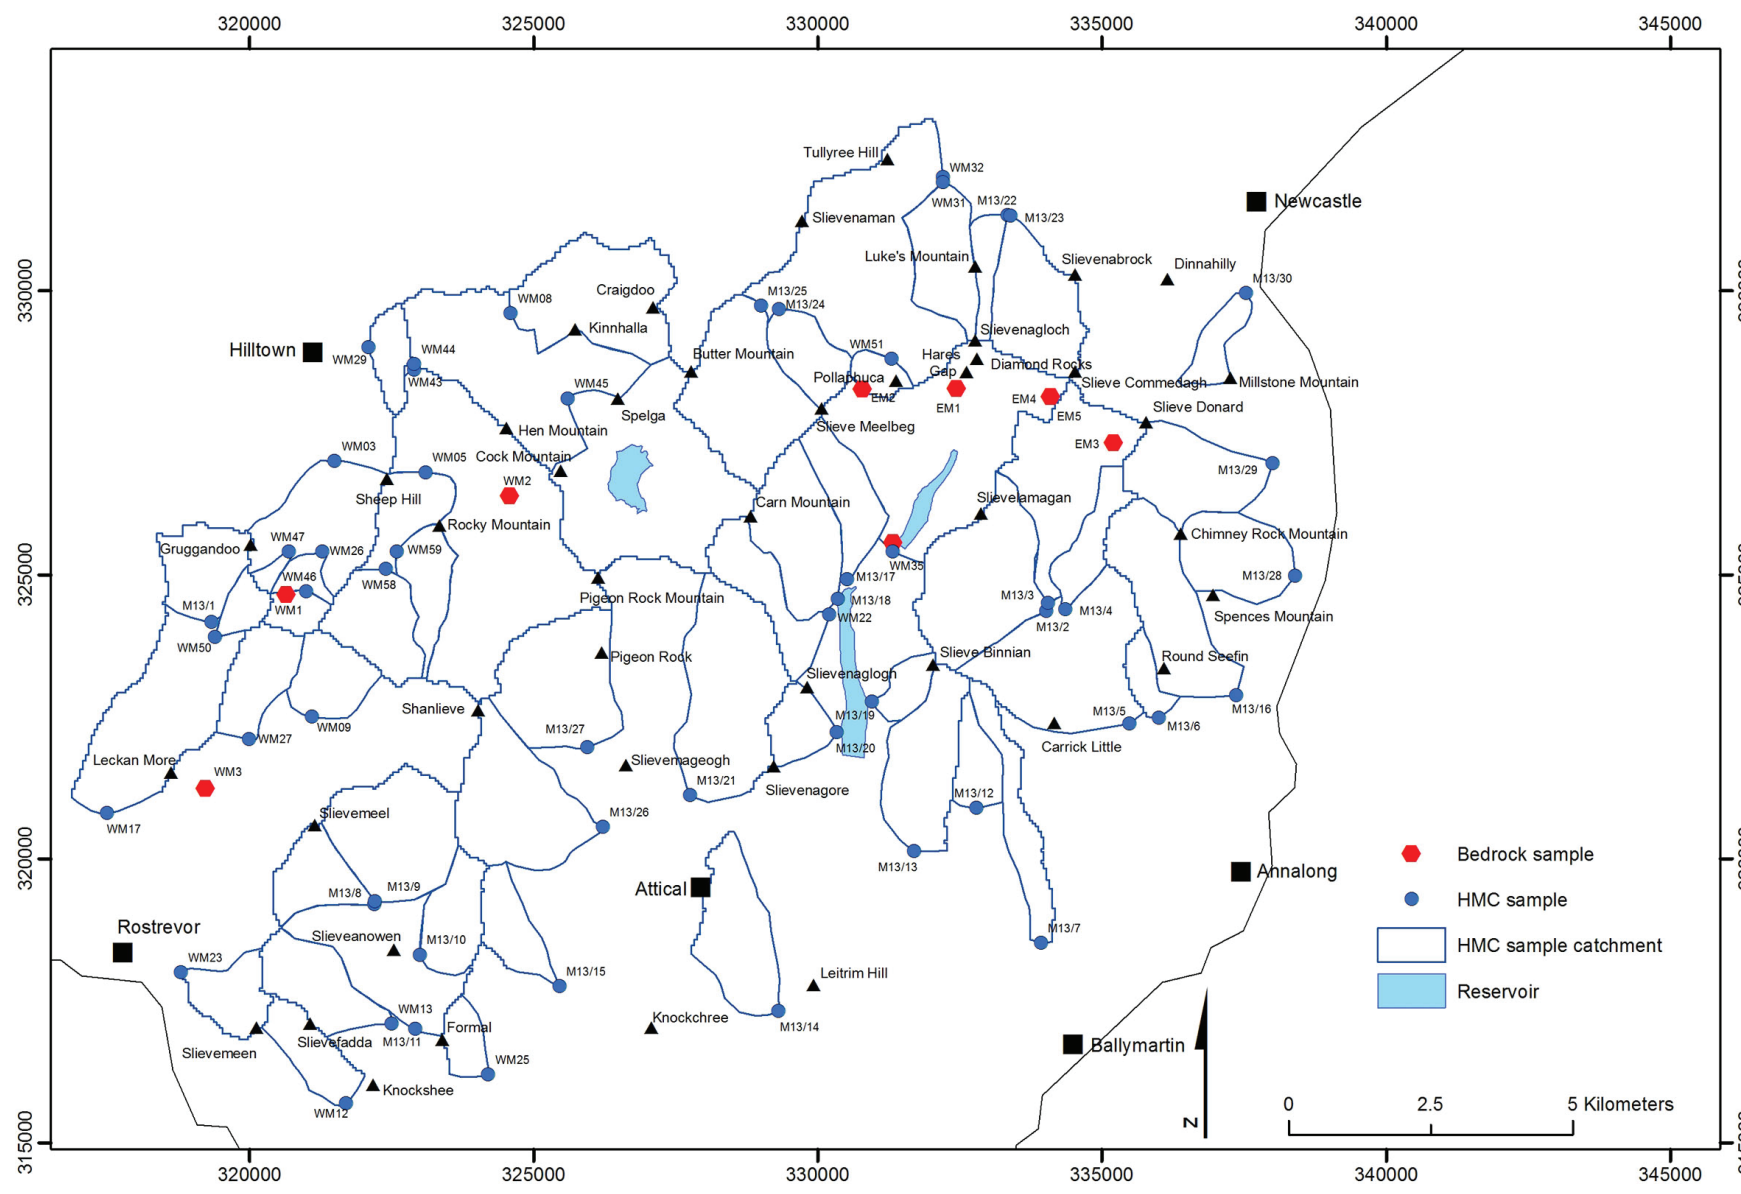 320000 325000 330000 335000 340000 345000
Tullyree Hill
WM32
WM31
M13/22
M13/23
Newcastle
Slievenaman
Luke's Mountain
Slievenabrock
Dinnahilly
M13/30
330000
WM08
Craigdoo
M13/25
M13/24
Kinnhalla
Slievenagloch
Hilltown
WM29
WM44
WM43
Butter Mountain
WM51
Hares
Gap
Diamond Rocks
Pollaphuca
EM2
EM1
EM4
EM5
Slieve Commedagh
Millstone Mountain
WM45
Spelga
Slieve Donard
Hen Mountain
Slieve Meelbeg
EM3
WM03
WM05
Cock Mountain
WM2
M13/29
Sheep Hill
Carn Mountain
Slievelamagan
Rocky Mountain
Chimney Rock Mountain
Gruggandoo
WM47
WM26
WM59
WM35
325000
WM46
WM58
M13/17
M13/28
WM1
Pigeon Rock Mountain
M13/18
M13/3
M13/4
M13/1
WM22
M13/2
Spences Mountain
WM50
Pigeon Rock
Slieve Binnian
Round Seefin
Slievenaglogh
Shanlieve
M13/19
M13/5
M13/16
WM09
M13/27
M13/6
WM27
M13/20
Carrick Little
Leckan More
WM3
Slievemageogh
M13/21
Slievenagore
M13/12
Slievemeel
M13/26
WM17
320000
M13/13
Bedrock sample
Annalong
M13/8
M13/9
Attical
HMC sample
Rostrevor
Slieveanowen
M13/10
M13/7
HMC sample catchment
WM23
M13/15
Leitrim Hill
Reservoir
WM13
Knockchree
M13/14
Formal
Slievemeen
Slievefadda
M13/11
Ballymartin
WM25
Knockshee
WM12
0 2.5 5 Kilometers
N
315000
320000 325000 330000 335000 340000 345000